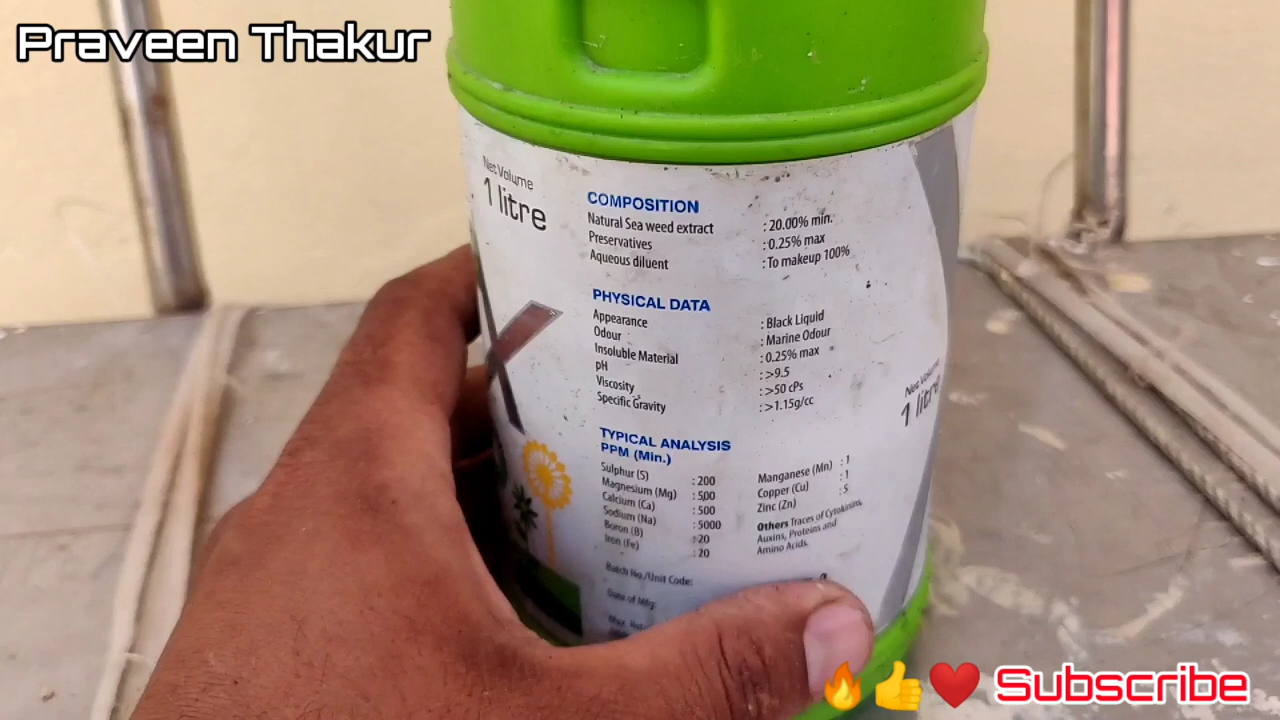 Praveen Thakur
Net Volume
1 litre
COMPOSITION
Natural Sea weed extract : 20.00% min.
Preservatives : 0.25% max
Aqueous diluent : To makeup 100%
PHYSICAL DATA
Appearance : Black Liquid
Odour : Marine Odour
Insoluble Material : 0.25% max
pH : >9.5
Viscosity : >50 cPs
Specific Gravity : >1.15g/cc
Net Volume
1 litre
TYPICAL ANALYSIS
PPM (Min.)
Sulphur (S) : 200
Magnesium (Mg) : 500
Calcium (Ca) : 500
Sodium (Na) : 5000
Boron (B) : 20
Iron (Fe) : 20
Manganese (Mn) : 1
Copper (Cu) : 1
Zinc (Zn) : 5
Others Traces of Cytokinins,
Auxins, Proteins and
Amino Acids.
Batch No./Unit Code:
Date of Mfg:
Subscribe